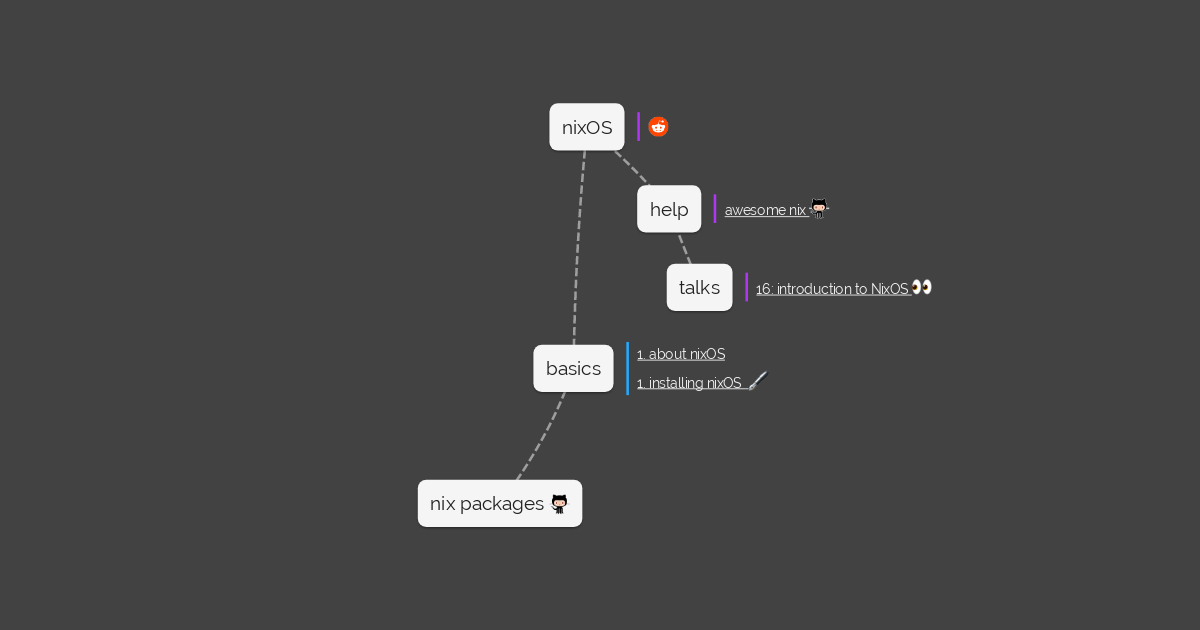 nixOS
help
awesome nix
talks
16: introduction to NixOS
basics
1. about nixOS
1. installing nixOS
nix packages